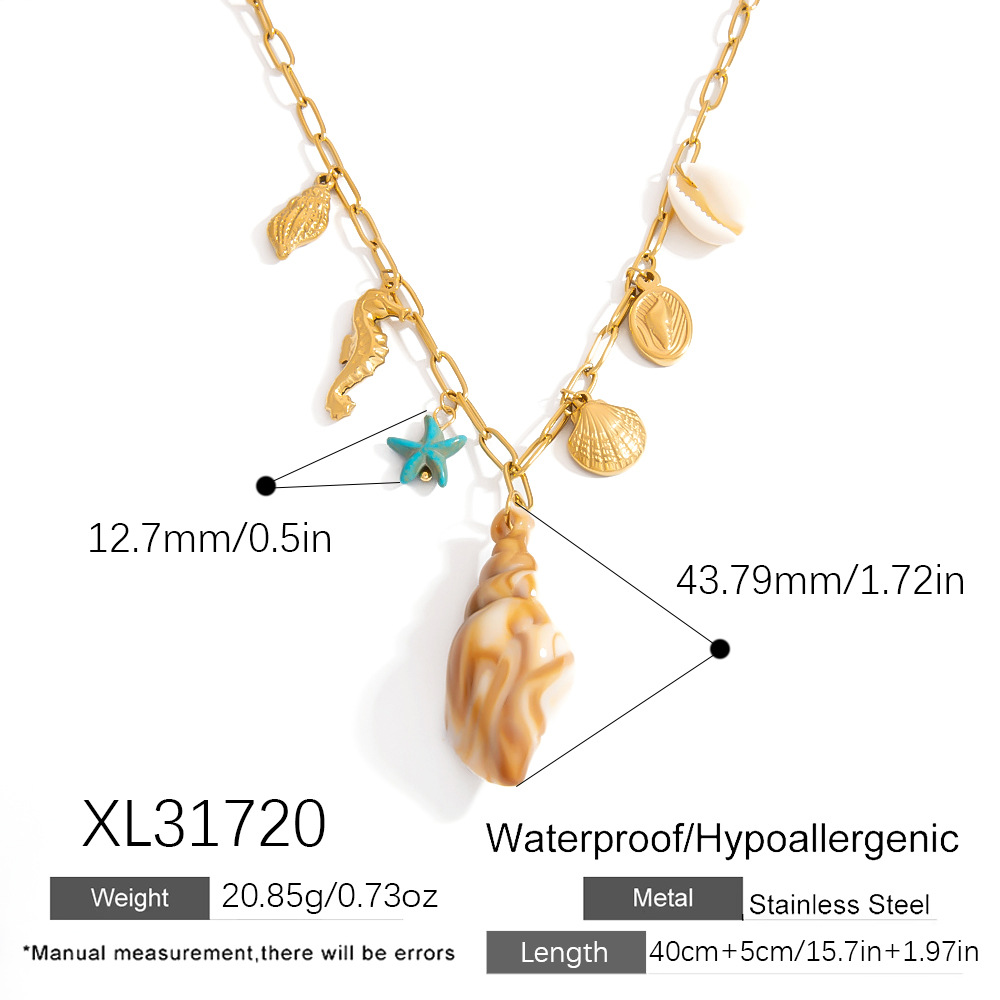 12.7mm/0.5in
43.79mm/1.72in
XL31720
Waterproof/Hypoallergenic
Weight 20.85g/0.73oz
Metal Stainless Steel
*Manual measurement,there will be errors
Length 40cm+5cm/15.7in+1.97in